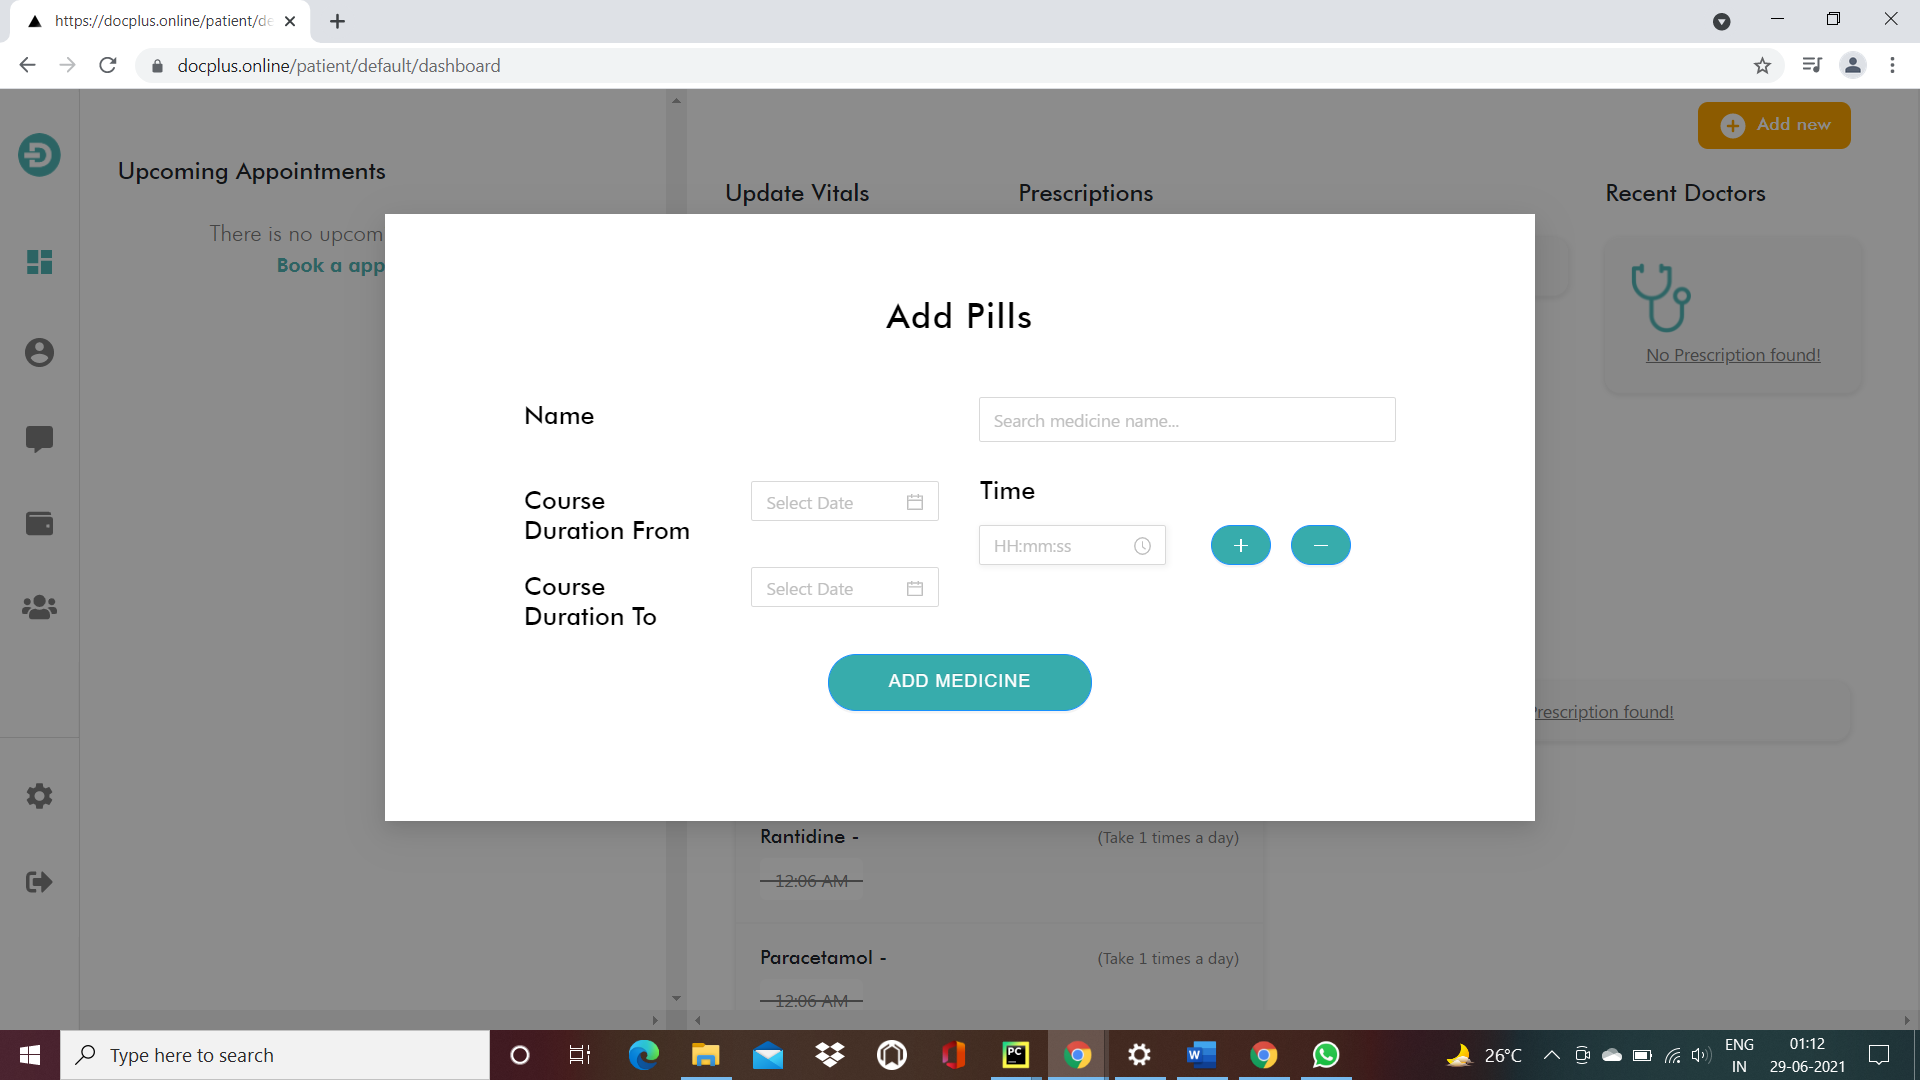 https://docplus.online/patient/de
docplus.online/patient/default/dashboard
Add new
Upcoming Appointments
Update Vitals
Prescriptions
Recent Doctors
There is no upcom
Book a app
No Prescription found!
Add Pills
Name
Search medicine name...
Course
Duration From
Select Date
Time
HH:mm:ss
Course
Duration To
Select Date
ADD MEDICINE
Prescription found!
Rantidine -
(Take 1 times a day)
12:06 AM
Paracetamol -
(Take 1 times a day)
12:06 AM
Type here to search
PC
W
26°C
ENG
IN
01:12
29-06-2021